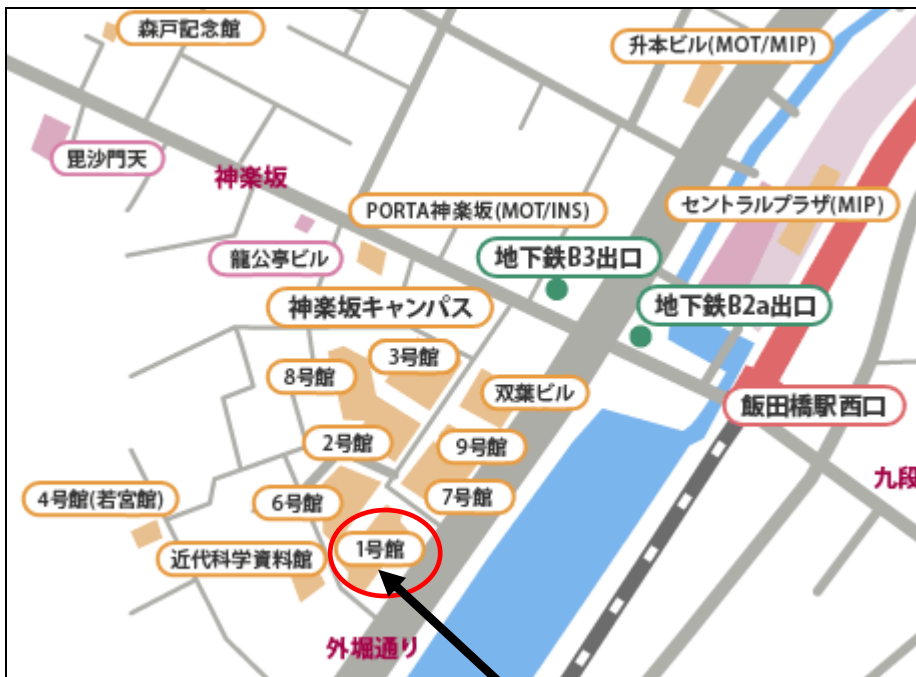 森戸記念館
升本ビル(MOT/MIP)
毘沙門天
神楽坂
PORTA神楽坂(MOT/INS)
セントラルプラザ(MIP)
龍公亭ビル
地下鉄B3出口
神楽坂キャンパス
地下鉄B2a出口
3号館
8号館
双葉ビル
飯田橋駅西口
2号館
9号館
九段
4号館(若宮館)
6号館
7号館
近代科学資料館
1号館
外堀通り